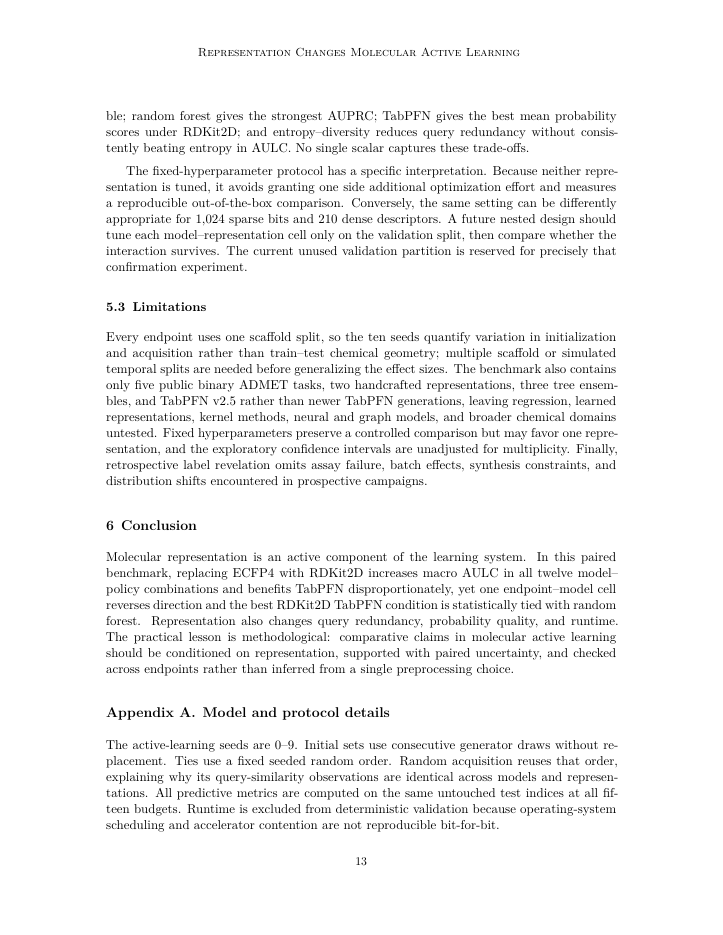 Representation Changes Molecular Active Learning
ble; random forest gives the strongest AUPRC; TabPFN gives the best mean probability
scores under RDKit2D; and entropy–diversity reduces query redundancy without consis-
tently beating entropy in AULC. No single scalar captures these trade-offs.
The fixed-hyperparameter protocol has a specific interpretation. Because neither repre-
sentation is tuned, it avoids granting one side additional optimization effort and measures
a reproducible out-of-the-box comparison. Conversely, the same setting can be differently
appropriate for 1,024 sparse bits and 210 dense descriptors. A future nested design should
tune each model–representation cell only on the validation split, then compare whether the
interaction survives. The current unused validation partition is reserved for precisely that
confirmation experiment.
5.3 Limitations
Every endpoint uses one scaffold split, so the ten seeds quantify variation in initialization
and acquisition rather than train–test chemical geometry; multiple scaffold or simulated
temporal splits are needed before generalizing the effect sizes. The benchmark also contains
only five public binary ADMET tasks, two handcrafted representations, three tree ensem-
bles, and TabPFN v2.5 rather than newer TabPFN generations, leaving regression, learned
representations, kernel methods, neural and graph models, and broader chemical domains
untested. Fixed hyperparameters preserve a controlled comparison but may favor one repre-
sentation, and the exploratory confidence intervals are unadjusted for multiplicity. Finally,
retrospective label revelation omits assay failure, batch effects, synthesis constraints, and
distribution shifts encountered in prospective campaigns.
6 Conclusion
Molecular representation is an active component of the learning system. In this paired
benchmark, replacing ECFP4 with RDKit2D increases macro AULC in all twelve model–
policy combinations and benefits TabPFN disproportionately, yet one endpoint–model cell
reverses direction and the best RDKit2D TabPFN condition is statistically tied with random
forest. Representation also changes query redundancy, probability quality, and runtime.
The practical lesson is methodological: comparative claims in molecular active learning
should be conditioned on representation, supported with paired uncertainty, and checked
across endpoints rather than inferred from a single preprocessing choice.
Appendix A. Model and protocol details
The active-learning seeds are 0–9. Initial sets use consecutive generator draws without re-
placement. Ties use a fixed seeded random order. Random acquisition reuses that order,
explaining why its query-similarity observations are identical across models and represen-
tations. All predictive metrics are computed on the same untouched test indices at all fif-
teen budgets. Runtime is excluded from deterministic validation because operating-system
scheduling and accelerator contention are not reproducible bit-for-bit.
13